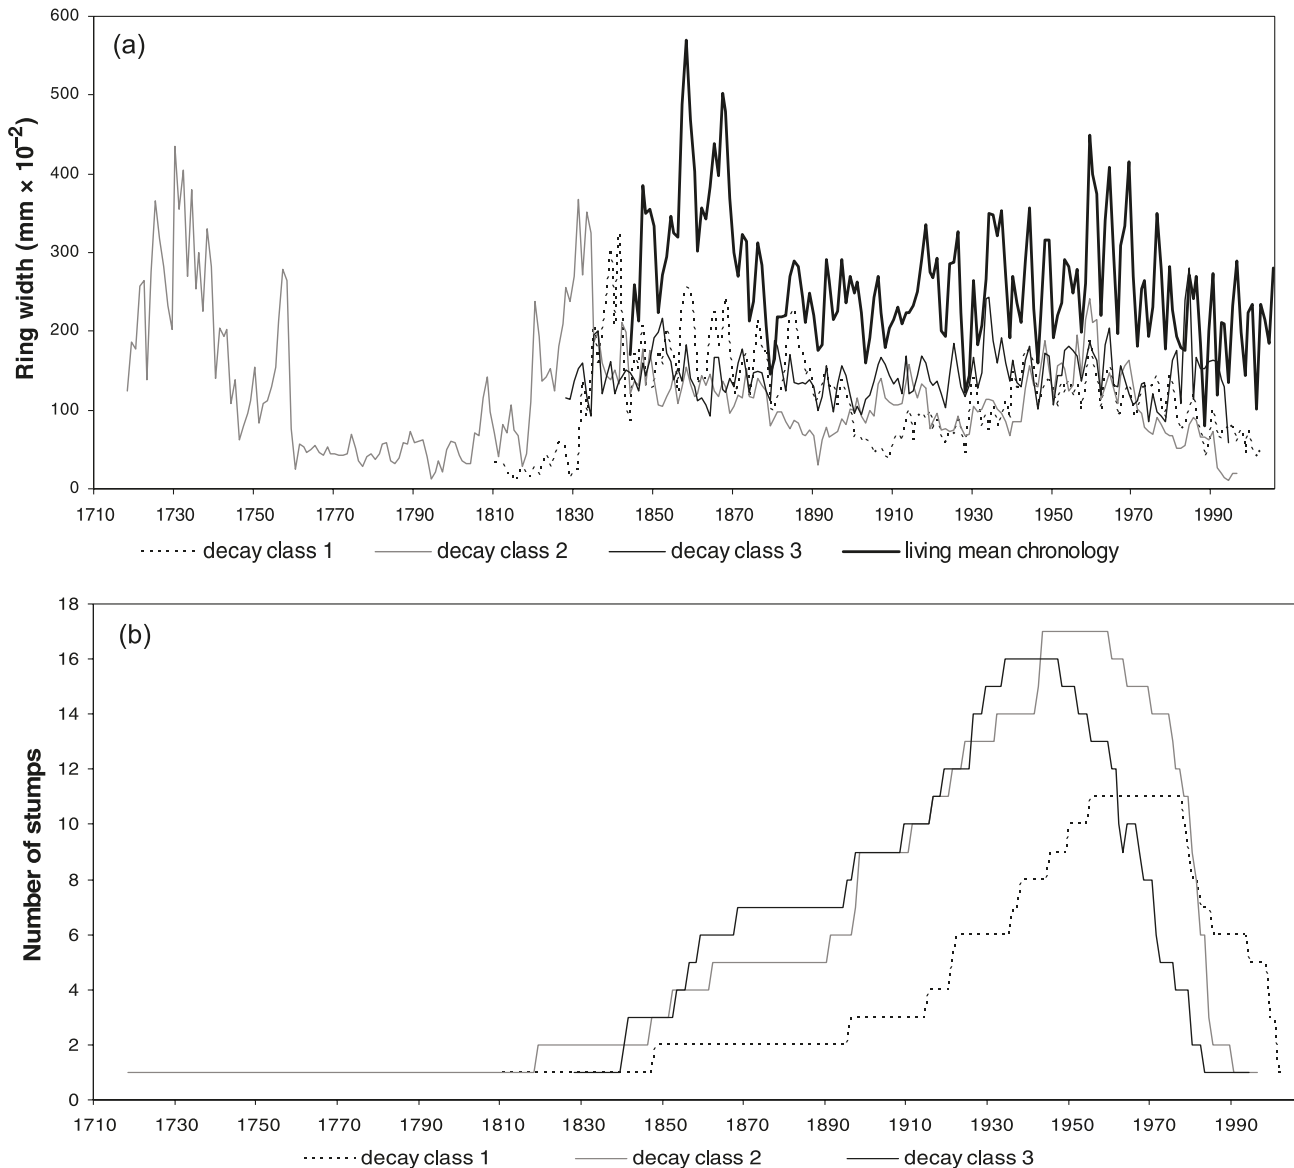 (a)
Ring width (mm × 10⁻²)
600
500
400
300
200
100
0
1710 1730 1750 1770 1790 1810 1830 1850 1870 1890 1910 1930 1950 1970 1990
decay class 1 decay class 2 decay class 3 living mean chronology
(b)
Number of stumps
18
16
14
12
10
8
6
4
2
0
1710 1730 1750 1770 1790 1810 1830 1850 1870 1890 1910 1930 1950 1970 1990
decay class 1 decay class 2 decay class 3